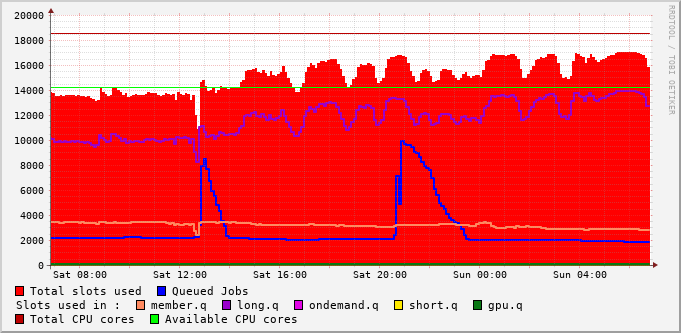 RRDTOOL / TOBI OETIKER
20000
18000
16000
14000
12000
10000
8000
6000
4000
2000
0
Sat 08:00 Sat 12:00 Sat 16:00 Sat 20:00 Sun 00:00 Sun 04:00
Total slots used Queued Jobs
Slots used in : member.q long.q ondemand.q short.q gpu.q
Total CPU cores Available CPU cores